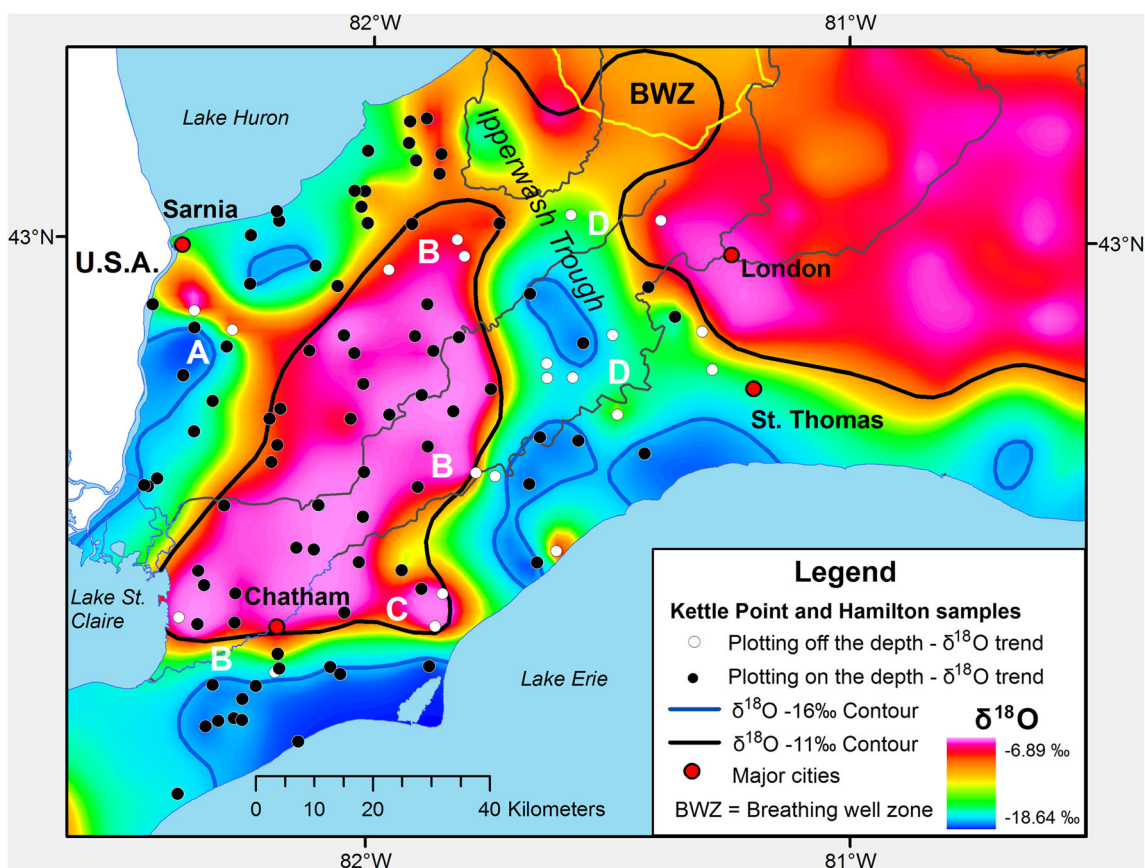 82°W
81°W
Lake Huron
BWZ
Ipperwash Trough
Sarnia
43°N
43°N
U.S.A.
B
D
London
A
D
St. Thomas
B
Lake St.
Claire
Chatham
C
B
Lake Erie
0 10 20 40 Kilometers
Legend
Kettle Point and Hamilton samples
Plotting off the depth - δ¹⁸O trend
Plotting on the depth - δ¹⁸O trend
δ¹⁸O -16‰ Contour
δ¹⁸O -11‰ Contour
Major cities
BWZ = Breathing well zone
δ¹⁸O
-6.89 ‰
-18.64 ‰
82°W
81°W